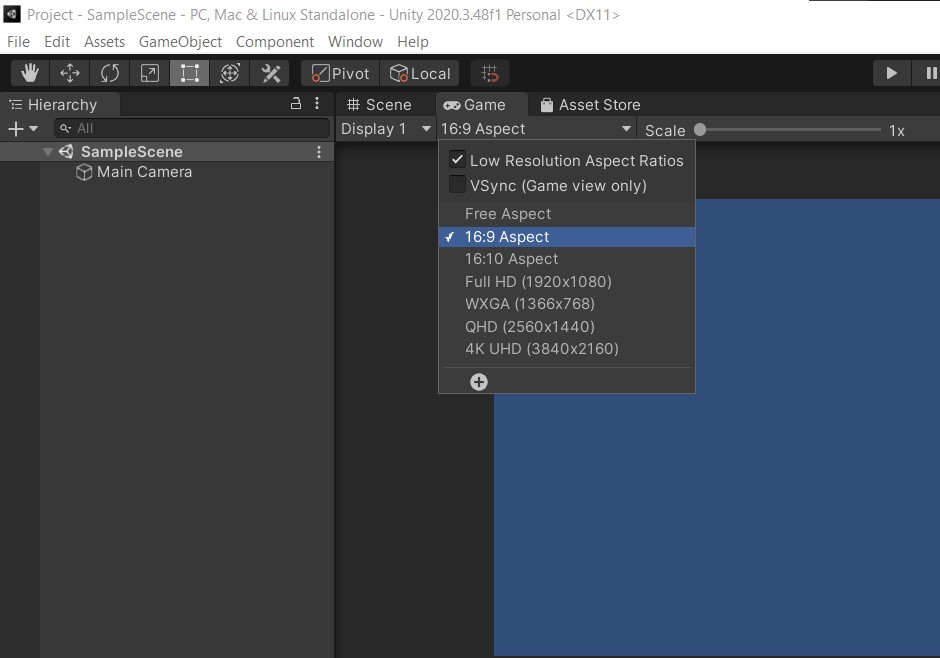 Project - SampleScene - PC, Mac & Linux Standalone - Unity 2020.3.48f1 Personal <DX11>
File Edit Assets GameObject Component Window Help
Pivot Local
Hierarchy Scene Game Asset Store
All Display 1 16:9 Aspect Scale 1x
SampleScene
Main Camera
Low Resolution Aspect Ratios
VSync (Game view only)
Free Aspect
16:9 Aspect
16:10 Aspect
Full HD (1920x1080)
WXGA (1366x768)
QHD (2560x1440)
4K UHD (3840x2160)